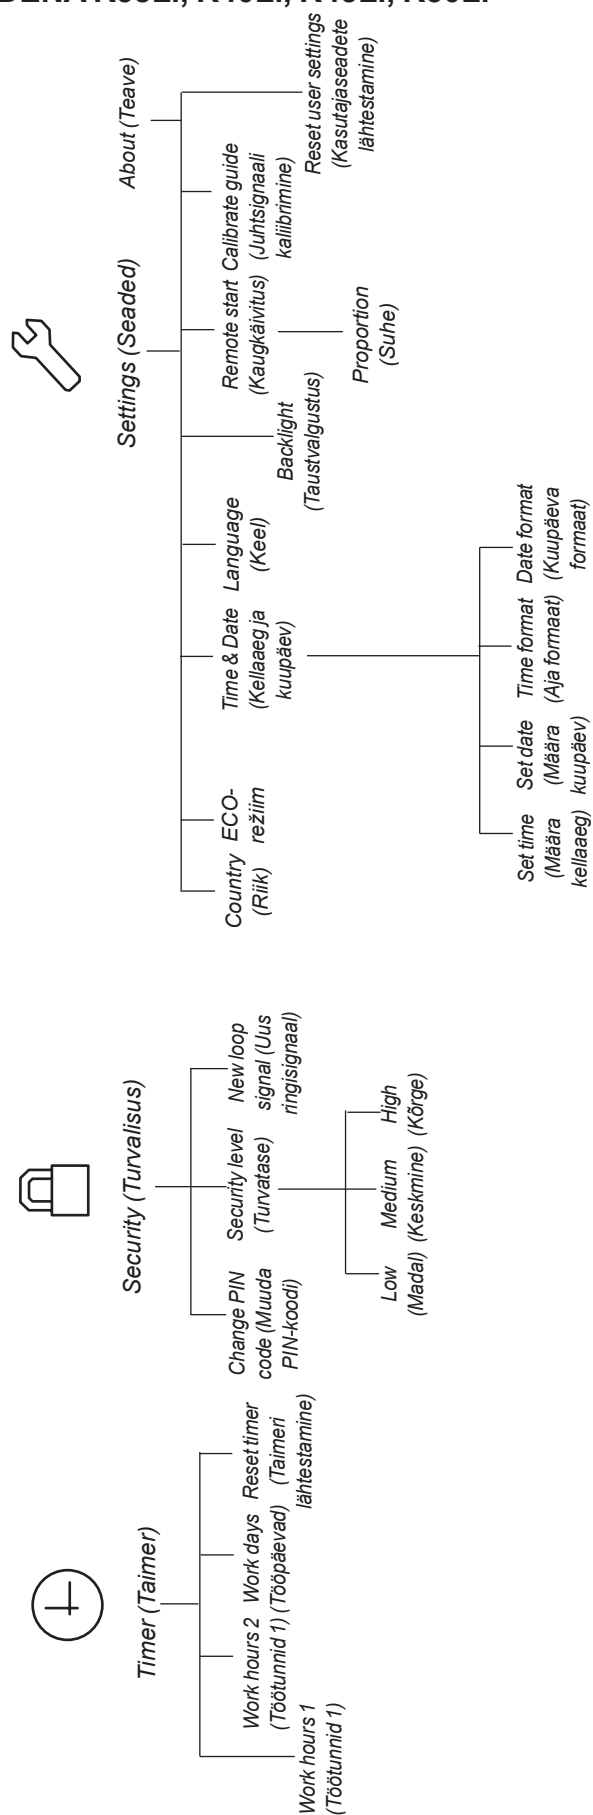 Timer (Taimer)
Work hours 1
(Töötunnid 1)
Work hours 2
(Töötunnid 1)
Work days
(Tööpäevad)
Reset timer
(Taimeri
lähtestamine)
Security (Turvalisus)
Change PIN
code (Muuda
PIN-koodi)
Security level
(Turvatase)
New loop
signal (Uus
ringisignaal)
Low
(Madal)
Medium
(Keskmine)
High
(Kõrge)
Settings (Seaded)
Country
(Riik)
ECO-
režiim
Time & Date
(Kellaaeg ja
kuupäev)
Language
(Keel)
Backlight
(Taustvalgustus)
Remote start
(Kaugkäivitus)
Calibrate guide
(Juhtsignaali
kaliibrimine)
About (Teave)
Reset user settings
(Kasutajaseadete
lähtestamine)
Proportion
(Suhe)
Set time
(Määra
kellaaeg)
Set date
(Määra
kuupäev)
Time format
(Aja formaat)
Date format
(Kuupäeva
formaat)